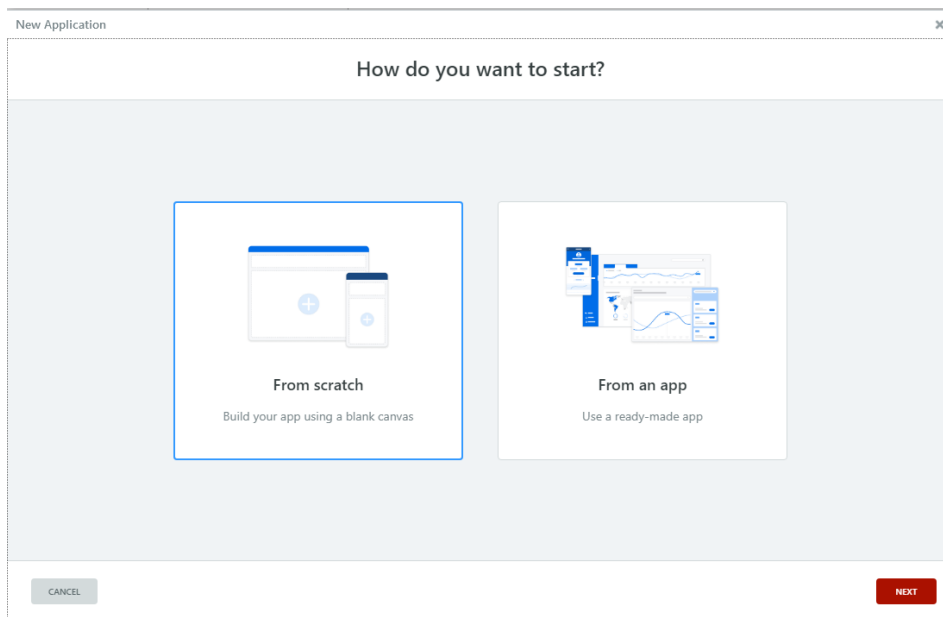 New Application
How do you want to start?
From scratch
Build your app using a blank canvas
From an app
Use a ready-made app
CANCEL
NEXT